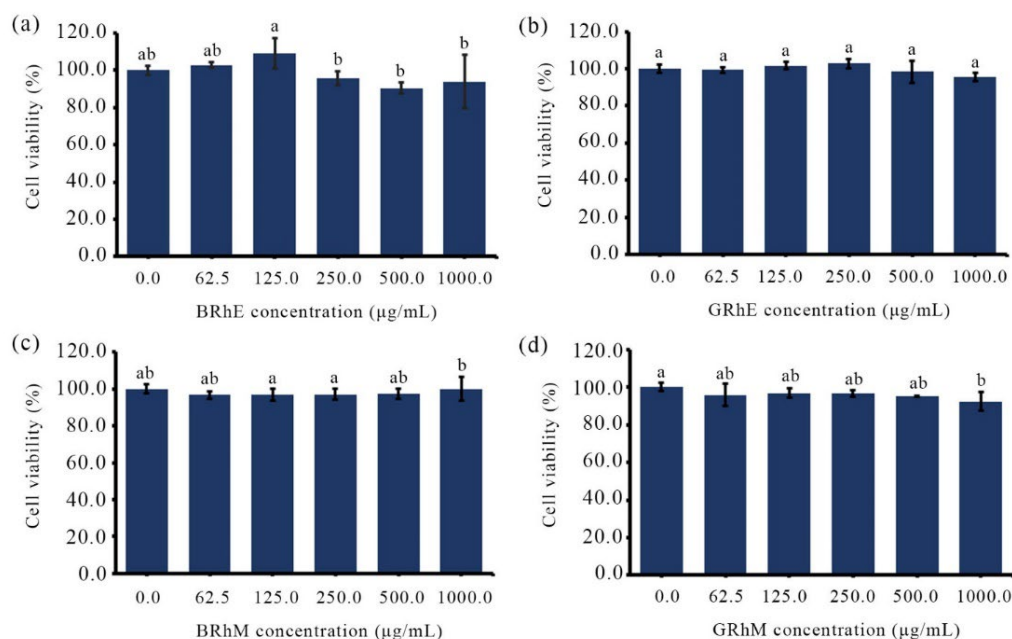 (a)
Cell viability (%)
120.0
100.0
80.0
60.0
40.0
20.0
0.0
ab ab a b b b
0.0 62.5 125.0 250.0 500.0 1000.0
BRhE concentration (µg/mL)
(b)
Cell viability (%)
120.0
100.0
80.0
60.0
40.0
20.0
0.0
a a a a a a
0.0 62.5 125.0 250.0 500.0 1000.0
GRhE concentration (µg/mL)
(c)
Cell viability (%)
120.0
100.0
80.0
60.0
40.0
20.0
0.0
ab ab a a ab b
0.0 62.5 125.0 250.0 500.0 1000.0
BRhM concentration (µg/mL)
(d)
Cell viability (%)
120.0
100.0
80.0
60.0
40.0
20.0
0.0
a ab ab ab ab b
0.0 62.5 125.0 250.0 500.0 1000.0
GRhM concentration (µg/mL)